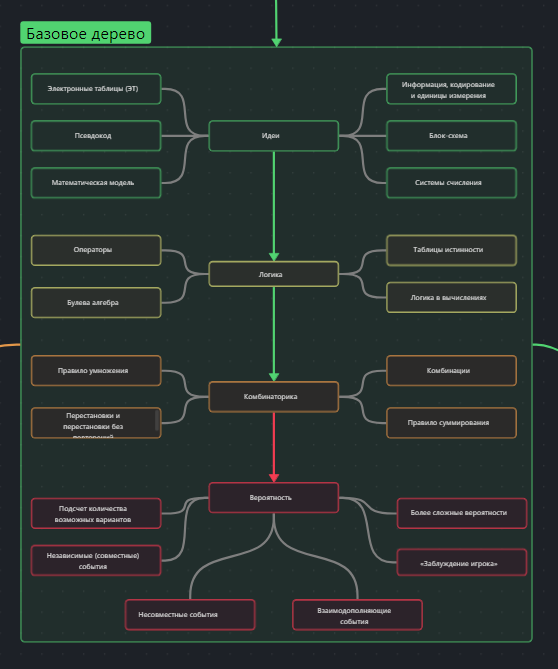 Базовое дерево
Электронные таблицы (ЭТ)
Псевдокод
Математическая модель
Идеи
Информация, кодирование
и единицы измерения
Блок-схема
Системы счисления
Операторы
Булева алгебра
Логика
Таблицы истинности
Логика в вычислениях
Правило умножения
Перестановки и
перестановки без
повторений
Комбинаторика
Комбинации
Правило суммирования
Подсчет количества
возможных вариантов
Независимые (совместные)
события
Вероятность
Более сложные вероятности
«Заблуждение игрока»
Несовместные события
Взаимодополняющие
события